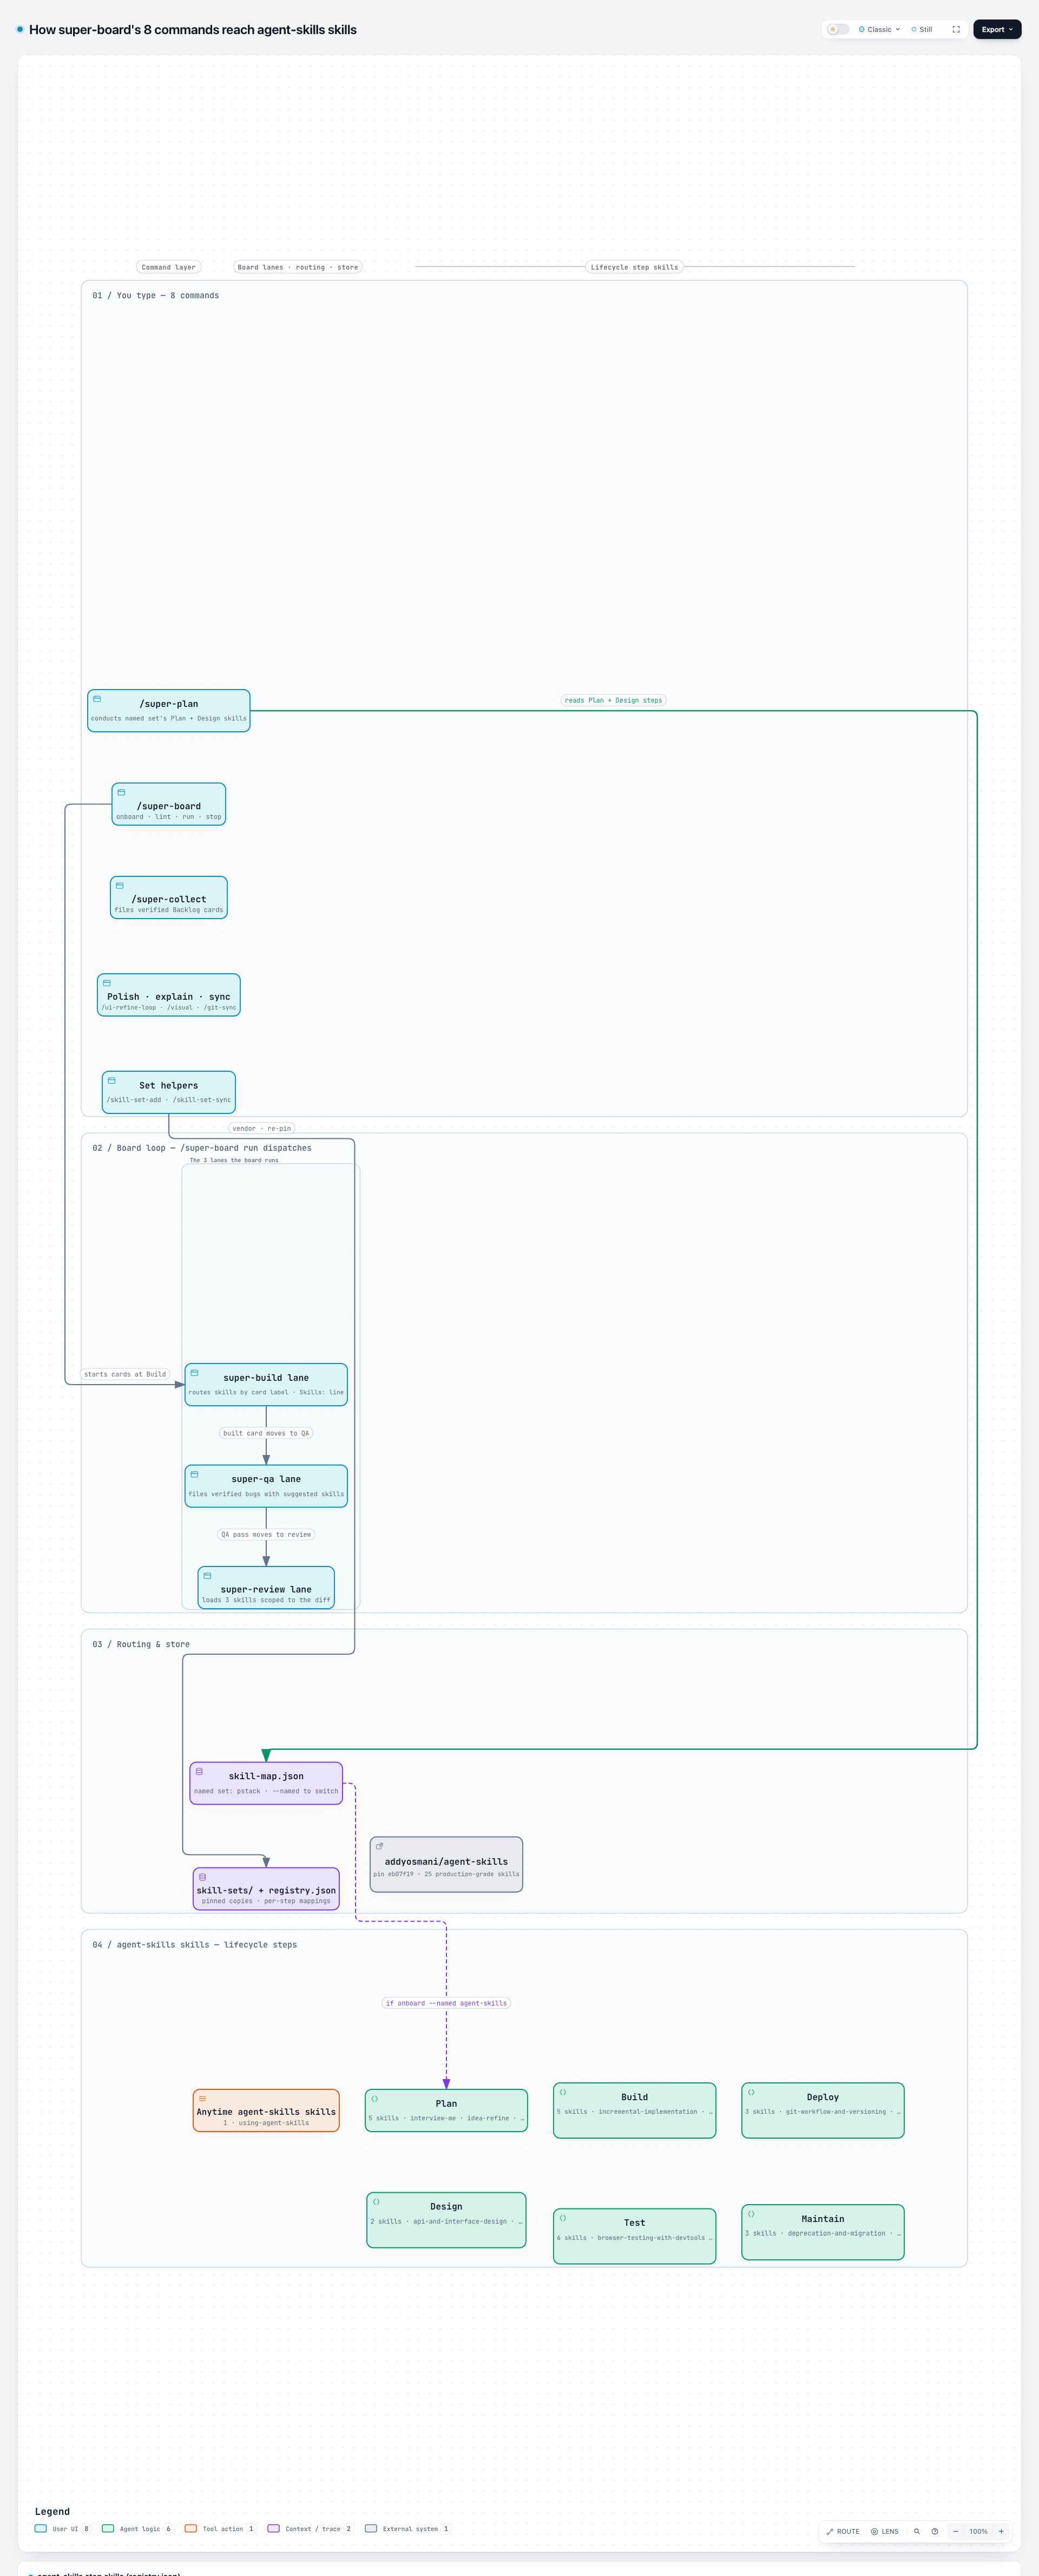 How super-board's 8 commands reach agent-skills skills
Classic
Still
Export
Command layer
Board lanes · routing · store
Lifecycle step skills
01 / You type — 8 commands
reads Plan + Design steps
/super-plan
conducts named set's Plan + Design skills
/super-board
onboard · lint · run · stop
/super-collect
files verified Backlog cards
Polish · explain · sync
/ui-refine-loop · /visual · /git-sync
Set helpers
/skill-set-add · /skill-set-sync
vendor · re-pin
02 / Board loop — /super-board run dispatches
The 3 lanes the board runs
starts cards at Build
super-build lane
routes skills by card label · Skills: line
built card moves to QA
super-qa lane
files verified bugs with suggested skills
QA pass moves to review
super-review lane
loads 3 skills scoped to the diff
03 / Routing & store
skill-map.json
named set: pstack · --named to switch
addyosmani/agent-skills
pin eb07f19 · 25 production-grade skills
skill-sets/ + registry.json
pinned copies · per-step mappings
04 / agent-skills skills — lifecycle steps
if onboard --named agent-skills
Anytime agent-skills skills
1 · using-agent-skills
Plan
5 skills · interview-me · idea-refine · …
Build
5 skills · incremental-implementation · …
Deploy
3 skills · git-workflow-and-versioning · …
Design
2 skills · api-and-interface-design · …
Test
6 skills · browser-testing-with-devtools …
Maintain
3 skills · deprecation-and-migration · …
Legend
User UI 8
Agent logic 6
Tool action 1
Context / trace 2
External system 1
ROUTE
LENS
100%
agent-skills step skills (registry.json)